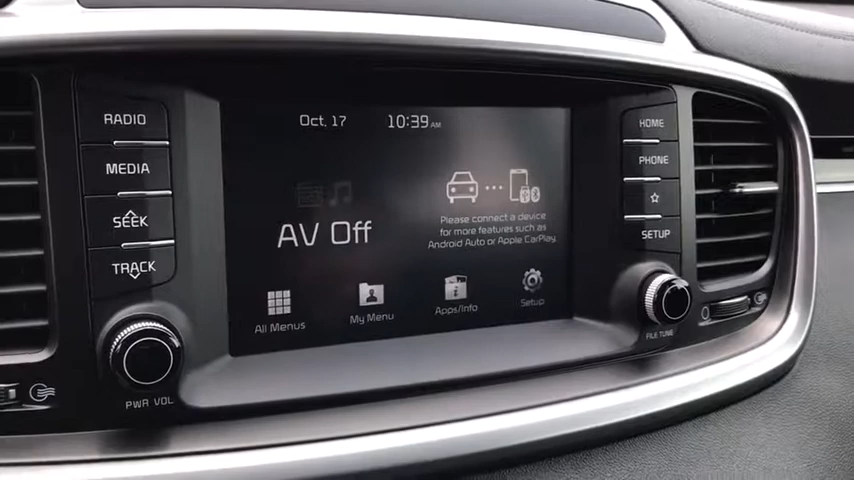 RADIO
MEDIA
SEEK
TRACK
PWR VOL
Oct, 17 10:39 AM
AV Off
Please connect a device
for more features such as
Android Auto or Apple CarPlay
All Menus
My Menu
Apps/Info
Setup
HOME
PHONE
SETUP
FILE TUNE